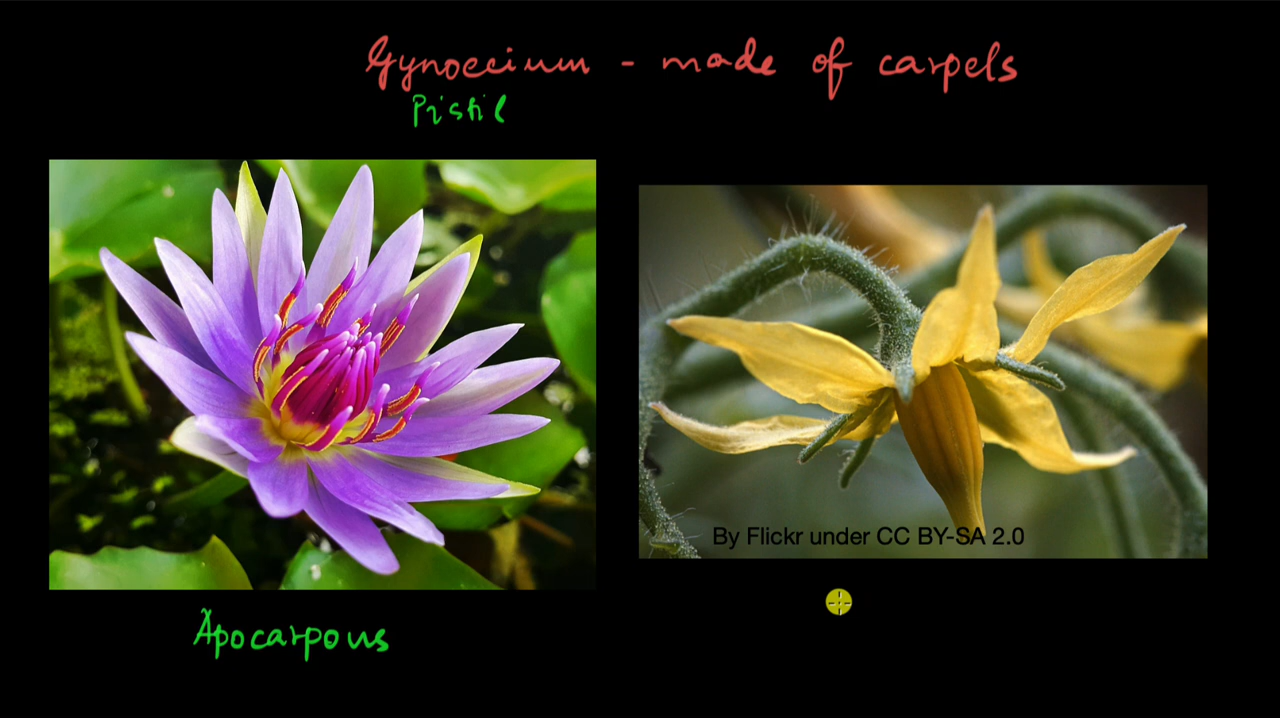 Gynoecium - made of carpels
Pistil
By Flickr under CC BY-SA 2.0
Apocarpous